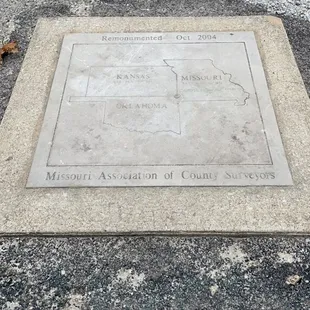 Remonumented - Oct 2004
KANSAS MISSOURI
OKLAHOMA
Missouri Association of County Surveyors